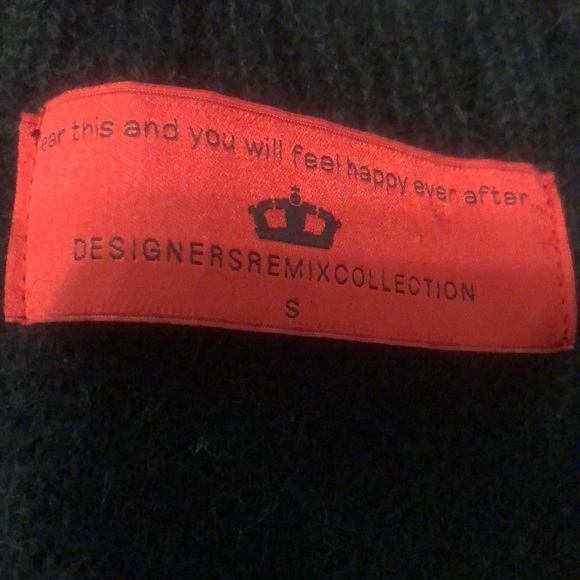 ear this and you will feel happy ever after...
DESIGNERSREMIXCOLLECTION
S